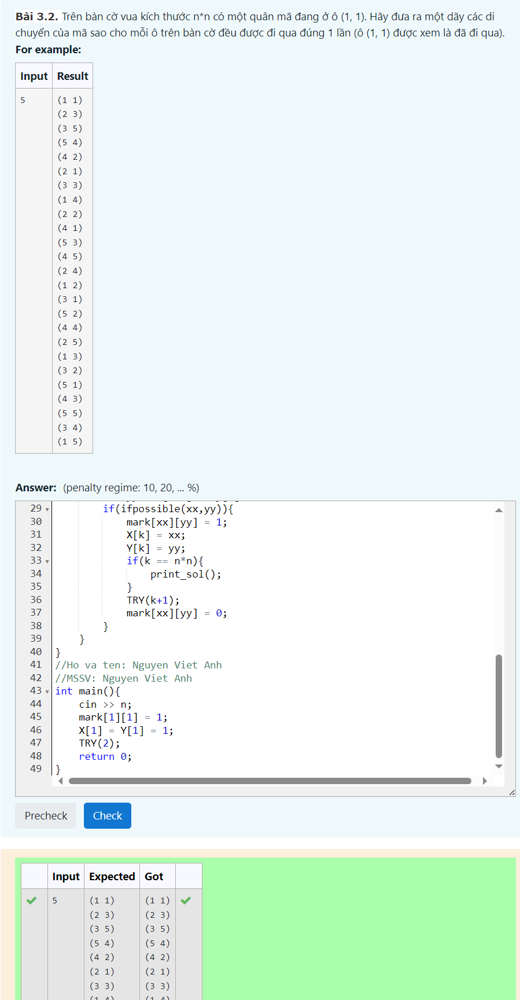 Bài 3.2. Trên bàn cờ vua kích thước n*n có một quân mã đang ở ô (1, 1). Hãy đưa ra một dãy các di
chuyển của mã sao cho mỗi ô trên bàn cờ đều được đi qua đúng 1 lần (ô (1, 1) được xem là đã đi qua).
For example:
Input Result
5 (1 1)
(2 3)
(3 5)
(5 4)
(4 2)
(2 1)
(3 3)
(1 4)
(2 2)
(4 1)
(5 3)
(4 5)
(2 4)
(1 2)
(3 1)
(5 2)
(4 4)
(2 5)
(1 3)
(3 2)
(5 1)
(4 3)
(5 5)
(3 4)
(1 5)
Answer: (penalty regime: 10, 20, ... %)
29 if(ifpossible(xx,yy)){
30 mark[xx][yy] = 1;
31 X[k] = xx;
32 Y[k] = yy;
33 if(k == n*n){
34 print_sol();
35 }
36 TRY(k+1);
37 mark[xx][yy] = 0;
38 }
39 }
40 }
41 //Ho va ten: Nguyen Viet Anh
42 //MSSV: Nguyen Viet Anh
43 int main(){
44 cin >> n;
45 mark[1][1] = 1;
46 X[1] = Y[1] = 1;
47 TRY(2);
48 return 0;
49 }
Precheck Check
Input Expected Got
5 (1 1) (1 1)
(2 3) (2 3)
(3 5) (3 5)
(5 4) (5 4)
(4 2) (4 2)
(2 1) (2 1)
(3 3) (3 3)
(1 4) (1 4)